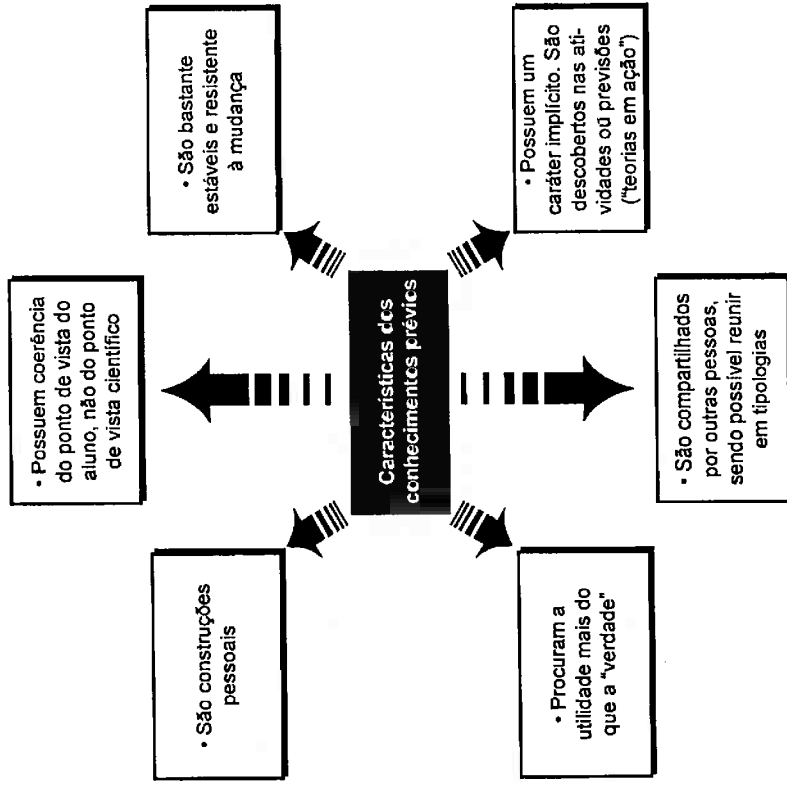 • São construções
pessoais
• Possuem coerência
do ponto de vista do
aluno, não do ponto
de vista científico
• São bastante
estáveis e resistente
à mudança
Características dos
conhecimentos prévios
• Procuram a
utilidade mais do
que a "verdade"
• São compartilhados
por outras pessoas,
sendo possível reunir
em tipologias
• Possuem um
caráter implícito. São
descobertos nas ati-
vidades ou previsões
("teorias em ação")